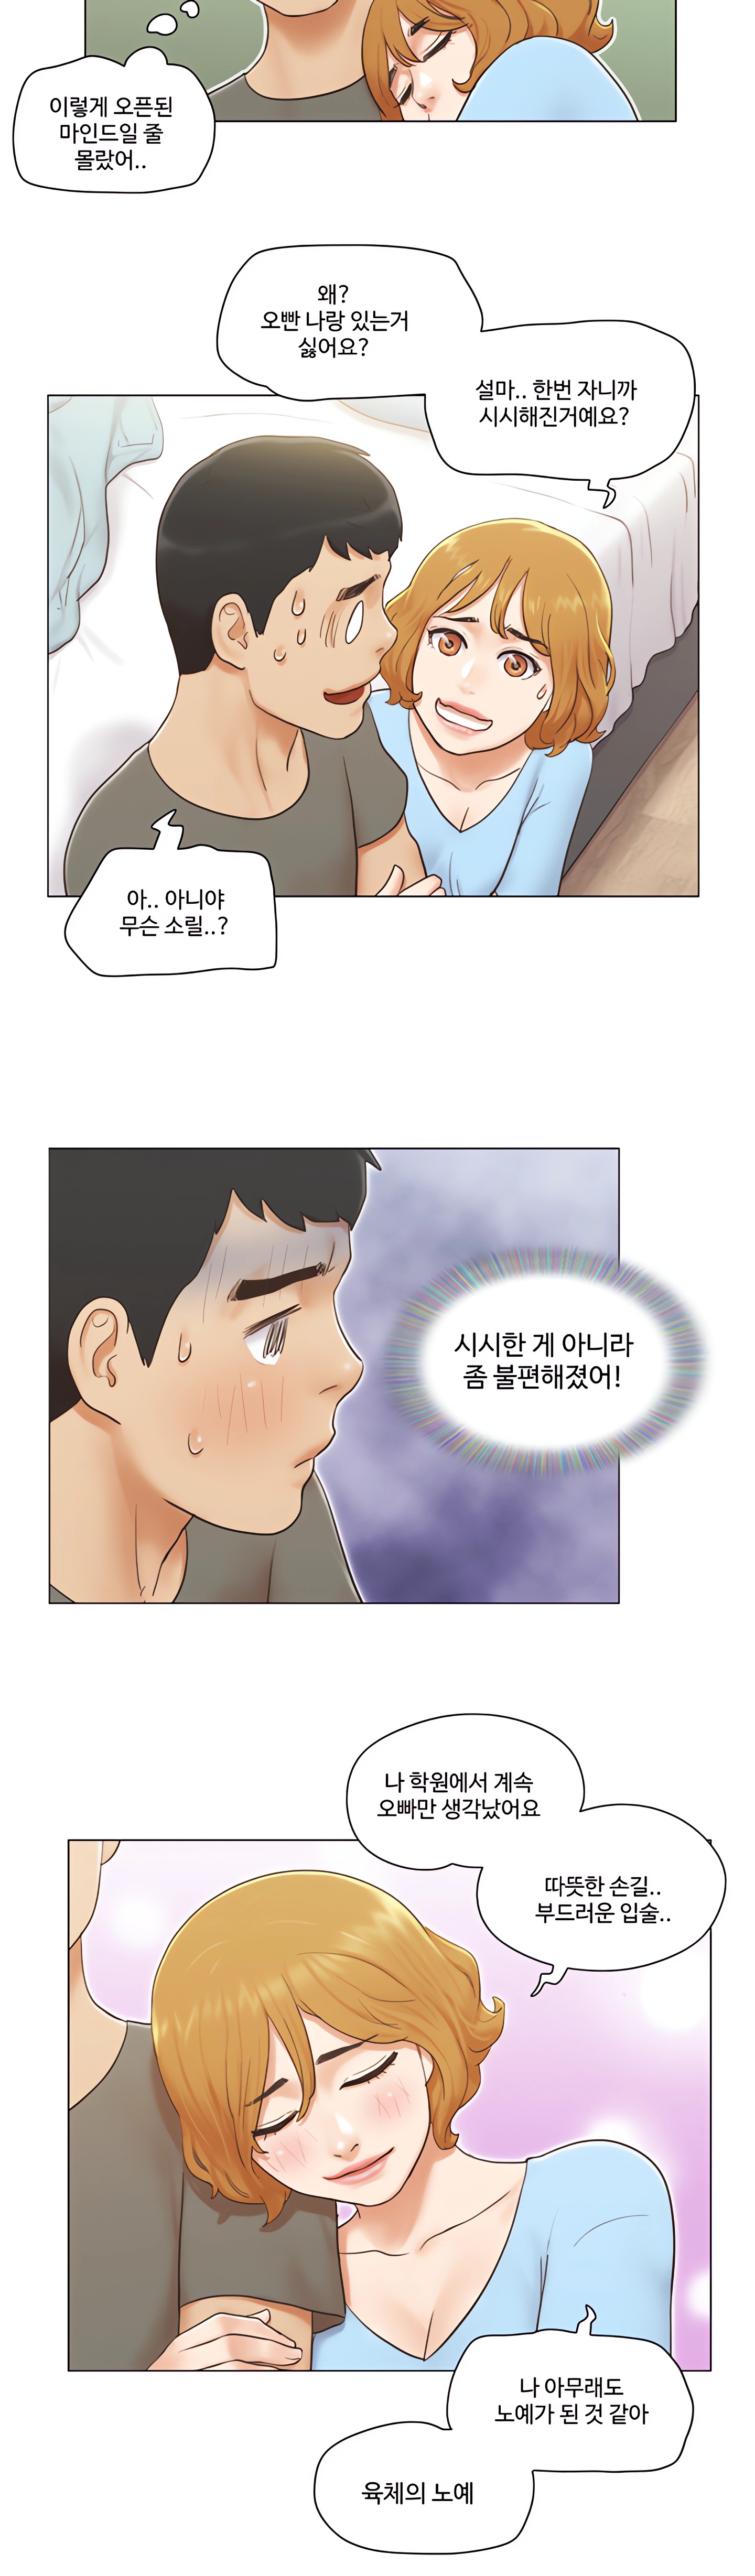 이렇게 오픈된
마인드일 줄
몰랐어..
왜?
오빤 나랑 있는거
싫어요?
설마.. 한번 자니까
시시해진거예요?
아.. 아니야
무슨 소릴..?
시시한 게 아니라
좀 불편해졌어!
나 학원에서 계속
오빠만 생각났어요
따뜻한 손길..
부드러운 입술..
나 아무래도
노예가 된 것 같아
육체의 노예